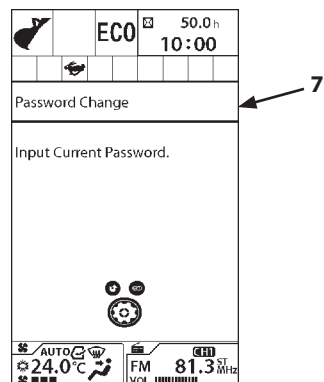 ECO
50.0 h
10:00
7
Password Change
Input Current Password.
AUTO
24.0℃
CH1
FM 81.3 ST MHz
VOL